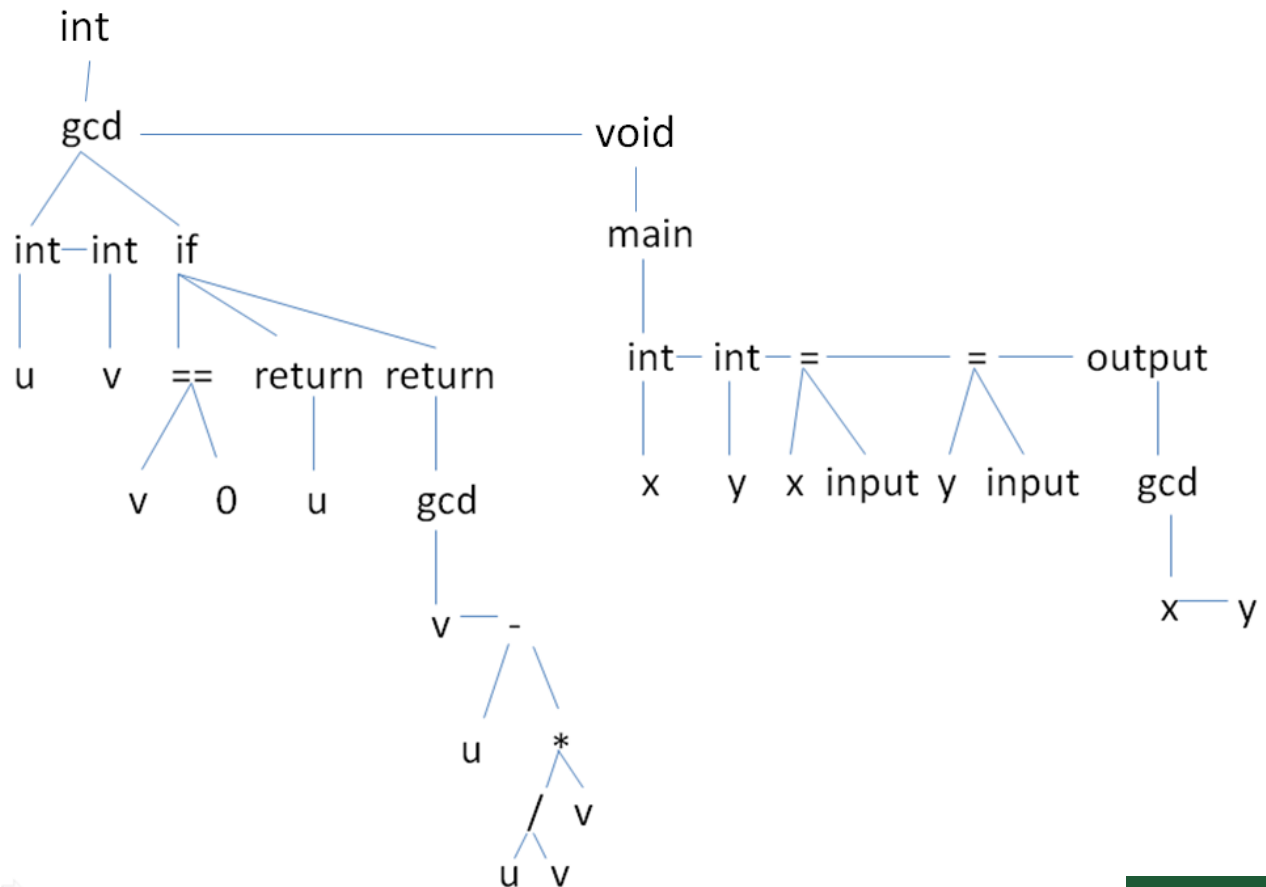 int
gcd void
main
int int if
int int = = output
u v == return return
x y x input y input gcd
v 0 u gcd
x y
v -
u *
/ v
u v